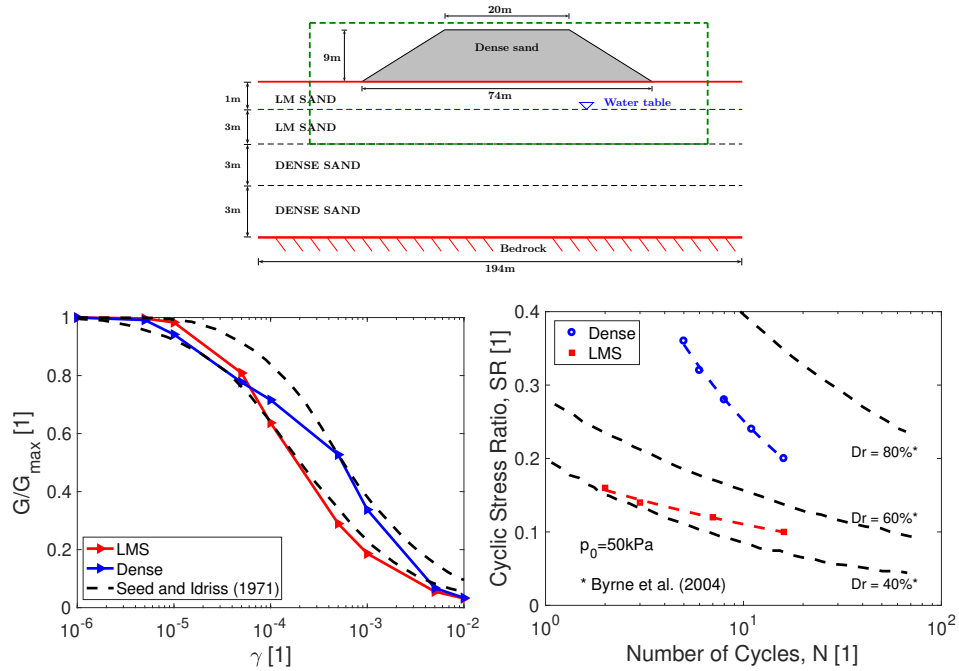 20m
Dense sand
9m
74m
1m
LM SAND
Water table
3m
LM SAND
3m
DENSE SAND
3m
DENSE SAND
Bedrock
194m
G/Gmax [1]
1
0.8
0.6
0.4
0.2
0
LMS
Dense
Seed and Idriss (1971)
10^-6 10^-5 10^-4 10^-3 10^-2
γ [1]
Cyclic Stress Ratio, SR [1]
0.4
0.3
0.2
0.1
0
Dense
LMS
Dr = 80%*
Dr = 60%*
p0=50kPa
Dr = 40%*
* Byrne et al. (2004)
10^0 10^1 10^2
Number of Cycles, N [1]